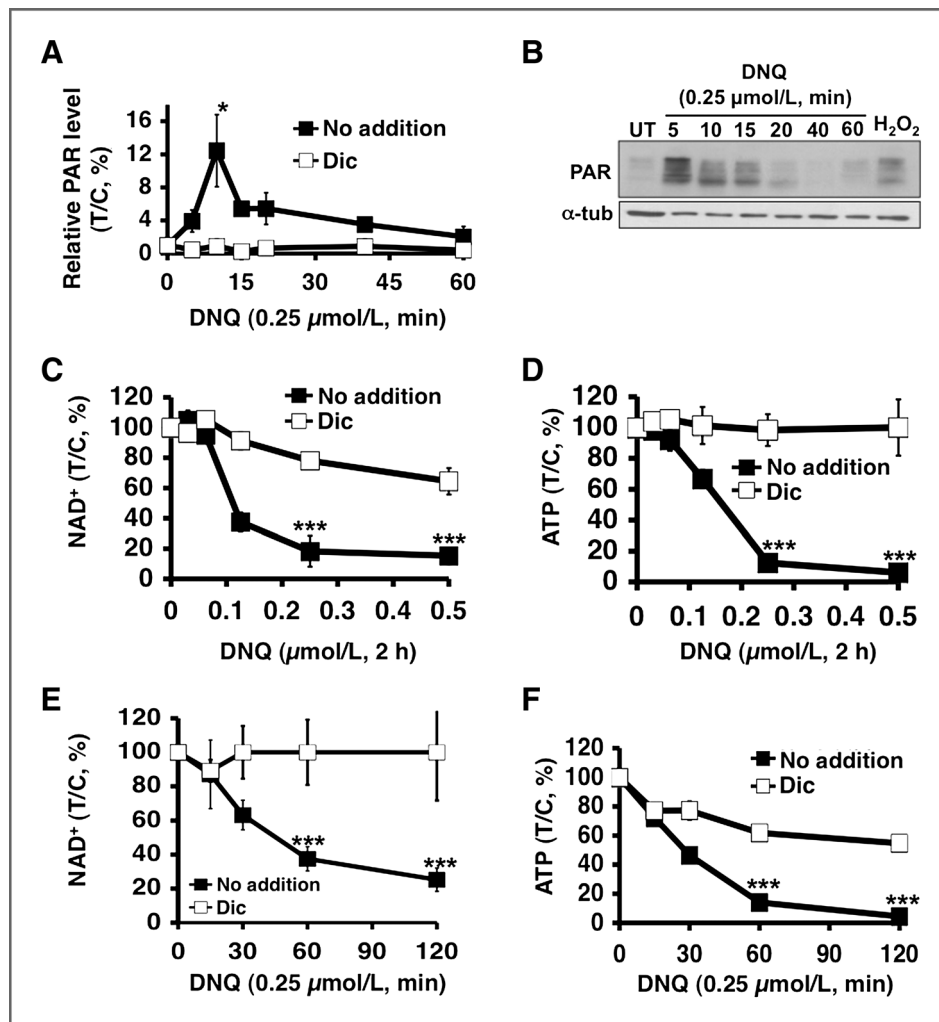 A
Relative PAR level
(T/C, %)
16
12
8
4
0
*
No addition
Dic
0 15 30 45 60
DNQ (0.25 µmol/L, min)
B
DNQ
(0.25 µmol/L, min)
UT 5 10 15 20 40 60 H₂O₂
PAR
α-tub
C
NAD⁺ (T/C, %)
120
100
80
60
40
20
0
No addition
Dic
*** ***
0 0.1 0.2 0.3 0.4 0.5
DNQ (µmol/L, 2 h)
D
ATP (T/C, %)
120
100
80
60
40
20
0
No addition
Dic
*** ***
0 0.1 0.2 0.3 0.4 0.5
DNQ (µmol/L, 2 h)
E
NAD⁺ (T/C, %)
120
100
80
60
40
20
0
*** ***
No addition
Dic
0 30 60 90 120
DNQ (0.25 µmol/L, min)
F
ATP (T/C, %)
120
100
80
60
40
20
0
No addition
Dic
*** ***
0 30 60 90 120
DNQ (0.25 µmol/L, min)